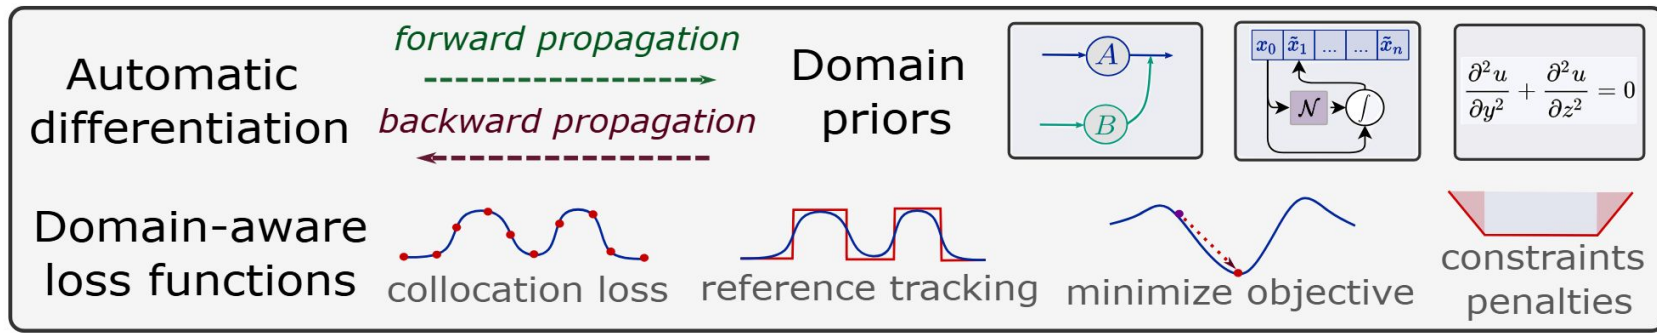 Automatic
differentiation
forward propagation
backward propagation
Domain
priors
A
B
x₀ x̃₁ ... ... x̃ₙ
𝒩 ∫
∂²u/∂y² + ∂²u/∂z² = 0
Domain-aware
loss functions
collocation loss
reference tracking
minimize objective
constraints
penalties